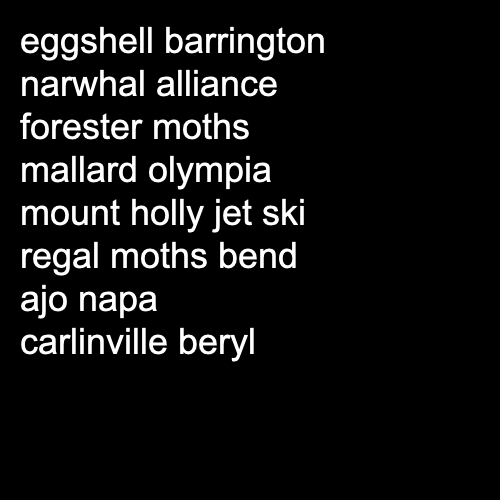 eggshell barrington
narwhal alliance
forester moths
mallard olympia
mount holly jet ski
regal moths bend
ajo napa
carlinville beryl